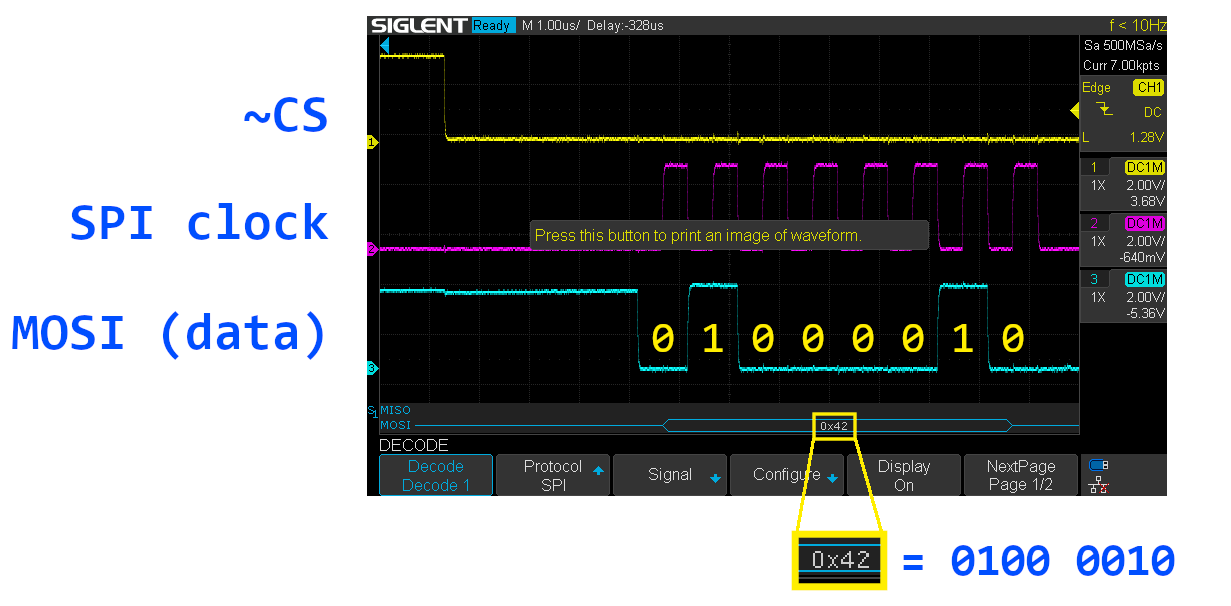 SIGLENT Ready M 1.00us/ Delay:-328us f < 10Hz
Sa 500MSa/s
Curr 7.00kpts
Edge CH1
DC
L 1.28V
~CS
1
1 DC1M
1X 2.00V/
3.68V
SPI clock
2
Press this button to print an image of waveform.
2 DC1M
1X 2.00V/
-640mV
3 DC1M
1X 2.00V/
-5.36V
MOSI (data)
0 1 0 0 0 0 1 0
3
S1 MISO
MOSI 0x42
DECODE
Decode
Decode 1
Protocol
SPI
Signal
Configure
Display
On
NextPage
Page 1/2
0x42 = 0100 0010